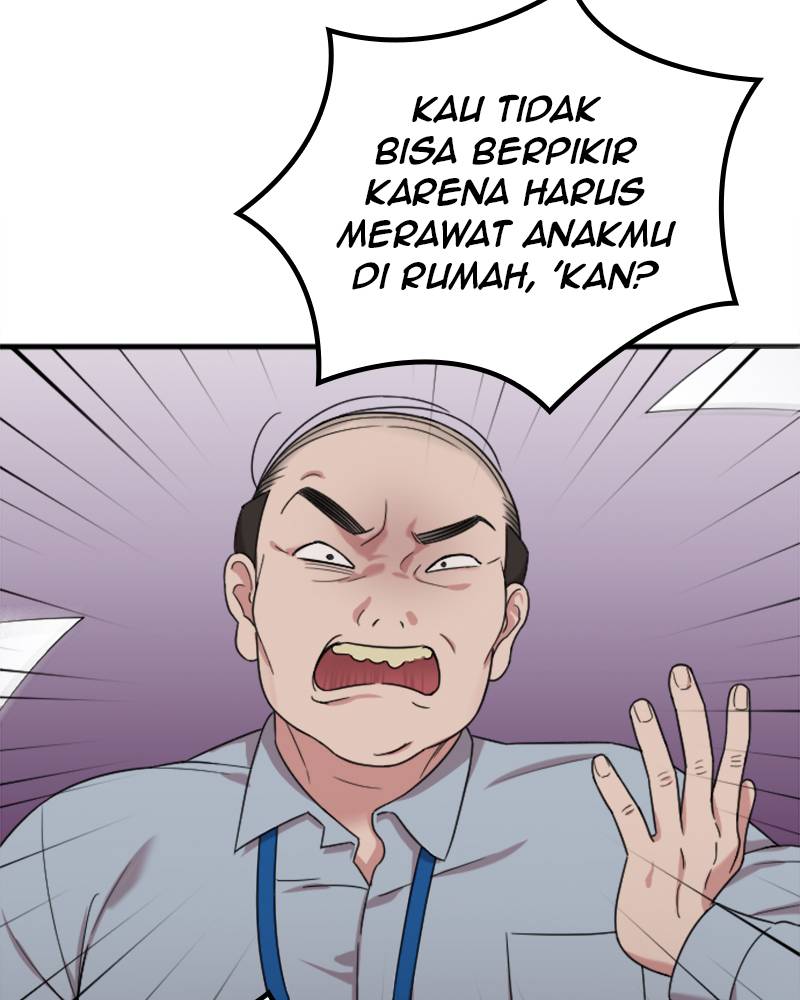 KAU TIDAK
BISA BERPIKIR
KARENA HARUS
MERAWAT ANAKMU
DI RUMAH, 'KAN?